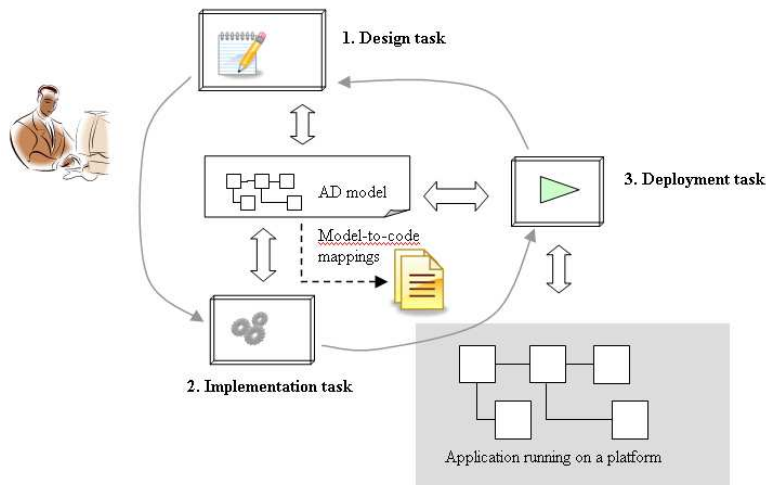 1. Design task
AD model
3. Deployment task
Model-to-code
mappings
2. Implementation task
Application running on a platform